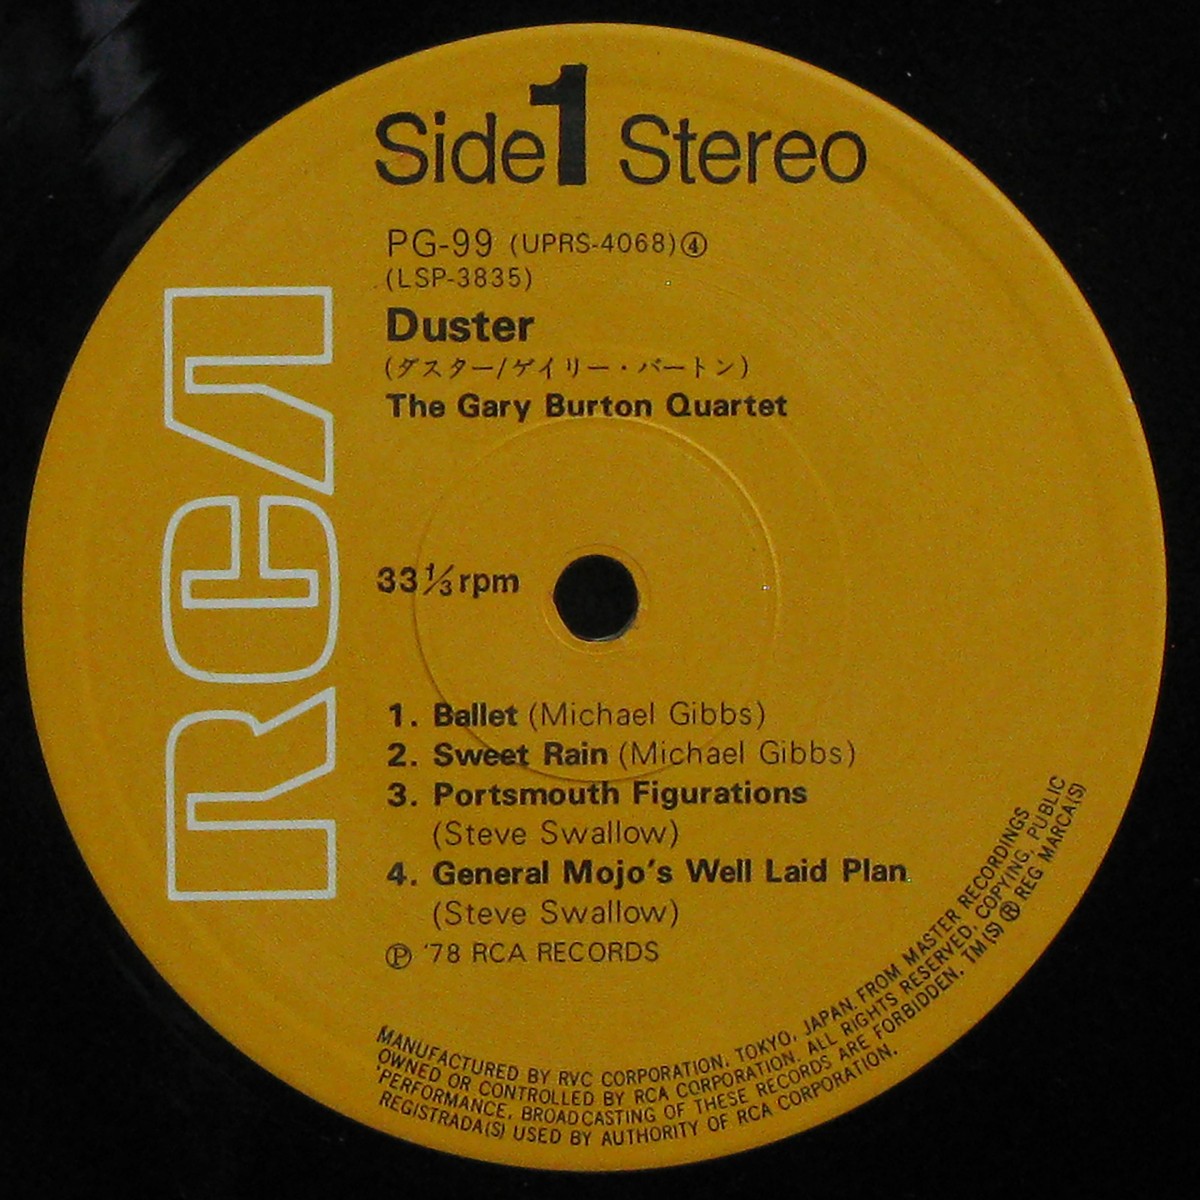 Side 1 Stereo
PG-99 (UPRS-4068)④
(LSP-3835)
Duster
(ダスター/ゲイリー・バートン)
The Gary Burton Quartet
RCA
33 1/3 rpm
1. Ballet (Michael Gibbs)
2. Sweet Rain (Michael Gibbs)
3. Portsmouth Figurations
(Steve Swallow)
4. General Mojo's Well Laid Plan
(Steve Swallow)
℗ '78 RCA RECORDS
MANUFACTURED BY RVC CORPORATION, TOKYO, JAPAN. FROM MASTER RECORDINGS
OWNED OR CONTROLLED BY RCA CORPORATION. ALL RIGHTS RESERVED, COPYING, PUBLIC
'PERFORMANCE, BROADCASTING OF THESE RECORDS ARE FORBIDDEN, TM(S) ® REG MARCA(S)
REGISTRADA(S) USED BY AUTHORITY OF RCA CORPORATION.